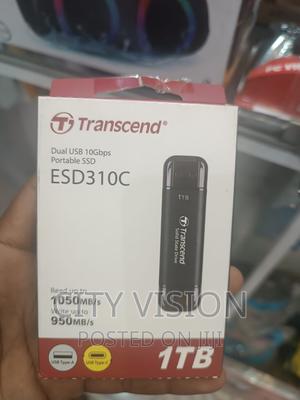 Transcend®
Dual USB 10Gbps
Portable SSD
ESD310C
1TB
Transcend
Solid State Drive
Read up to
1050MB/s
Write up to
950MB/s
CITY VISION
POSTED ON JIJI
USB Type-A
USB Type-C
1TB